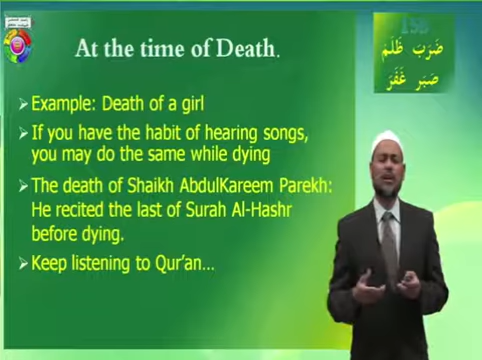 At the time of Death.
158
ضَرَبَ ظَلَمَ
صَبَرَ غَفَرَ
Example: Death of a girl
If you have the habit of hearing songs,
you may do the same while dying
The death of Shaikh AbdulKareem Parekh:
He recited the last of Surah Al-Hashr
before dying.
Keep listening to Qur’an…